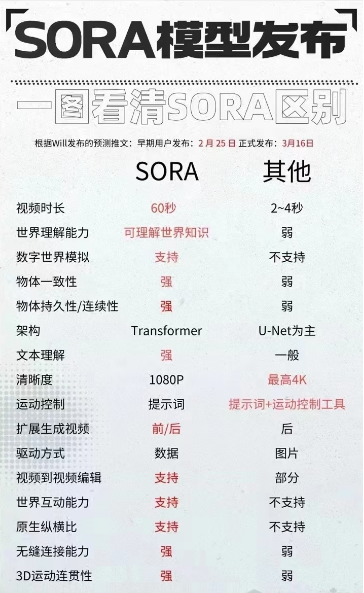 SORA模型发布
一图看清SORA区别
根据Will发布的预测推文：早期用户发布：2月25日 正式发布：3月16日
SORA 其他
视频时长 60秒 2~4秒
世界理解能力 可理解世界知识 弱
数字世界模拟 支持 不支持
物体一致性 强 弱
物体持久性/连续性 强 弱
架构 Transformer U-Net为主
文本理解 强 一般
清晰度 1080P 最高4K
运动控制 提示词 提示词+运动控制工具
扩展生成视频 前/后 后
驱动方式 数据 图片
视频到视频编辑 支持 部分
世界互动能力 支持 不支持
原生纵横比 支持 不支持
无缝连接能力 强 弱
3D运动连贯性 强 弱